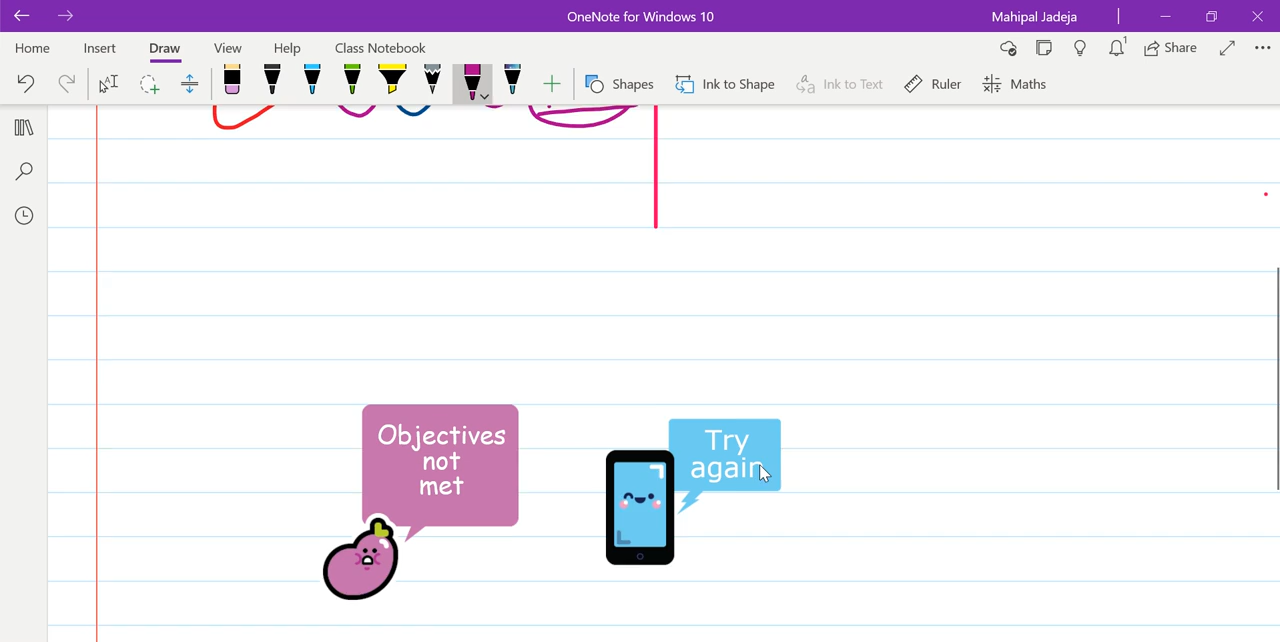 OneNote for Windows 10
Mahipal Jadeja
Home Insert Draw View Help Class Notebook
1
Share
Shapes Ink to Shape Ink to Text Ruler Maths
Objectives
not
met
Try
again